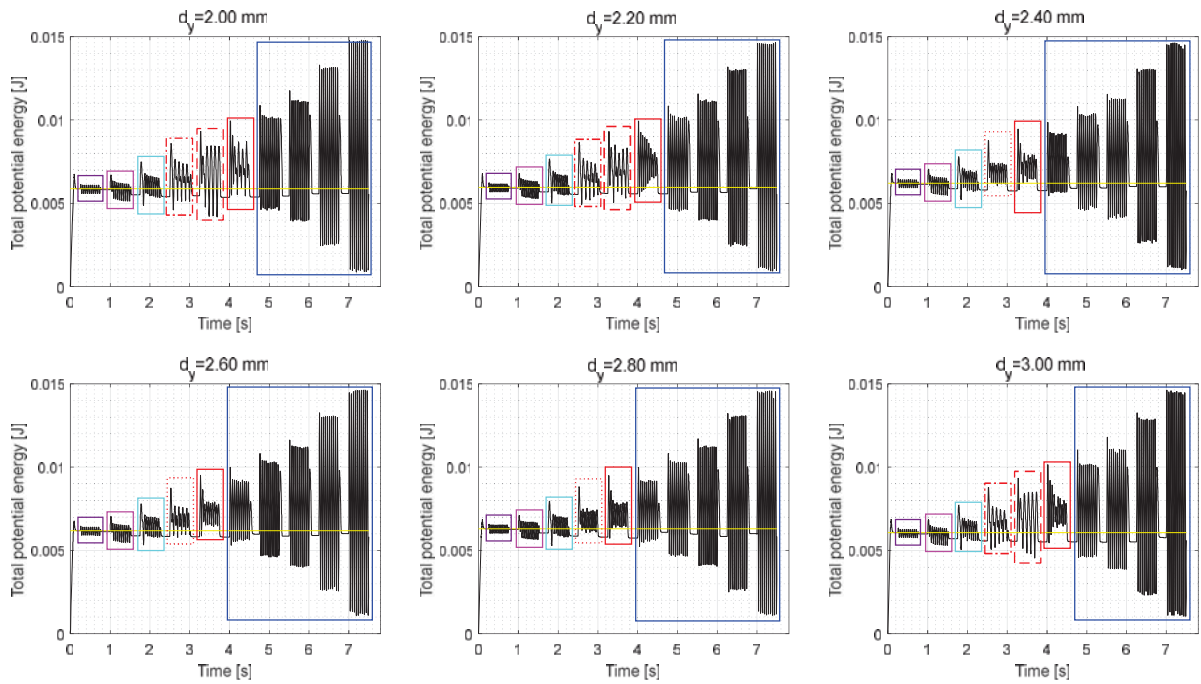 d_y=2.00 mm
0.015
0.01
0.005
0
Total potential energy [J]
0 1 2 3 4 5 6 7
Time [s]
d_y=2.20 mm
0.015
0.01
0.005
0
Total potential energy [J]
0 1 2 3 4 5 6 7
Time [s]
d_y=2.40 mm
0.015
0.01
0.005
0
Total potential energy [J]
0 1 2 3 4 5 6 7
Time [s]
d_y=2.60 mm
0.015
0.01
0.005
0
Total potential energy [J]
0 1 2 3 4 5 6 7
Time [s]
d_y=2.80 mm
0.015
0.01
0.005
0
Total potential energy [J]
0 1 2 3 4 5 6 7
Time [s]
d_y=3.00 mm
0.015
0.01
0.005
0
Total potential energy [J]
0 1 2 3 4 5 6 7
Time [s]